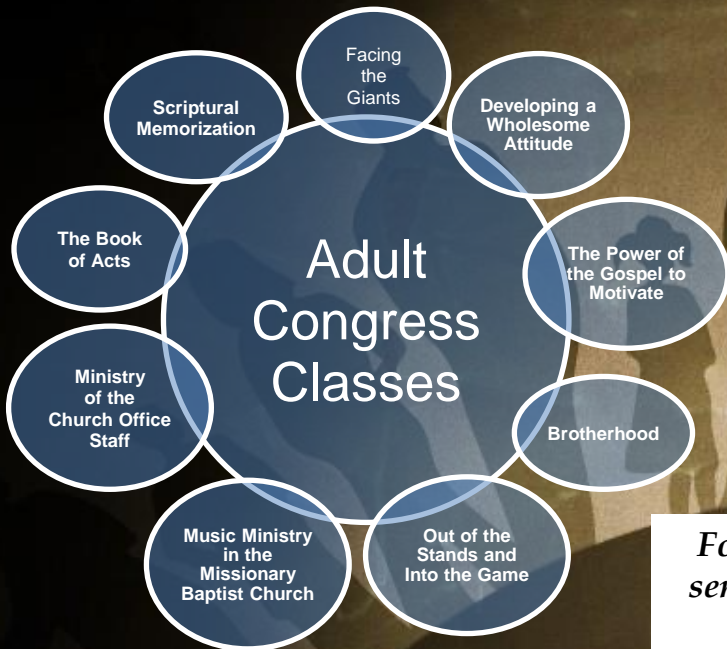 Facing
the
Giants
Developing a
Wholesome
Attitude
The Power of
the Gospel to
Motivate
Brotherhood
Out of the
Stands and
Into the Game
Music Ministry
in the
Missionary
Baptist Church
Ministry
of the
Church Office
Staff
The Book
of Acts
Scriptural
Memorization
Adult
Congress
Classes